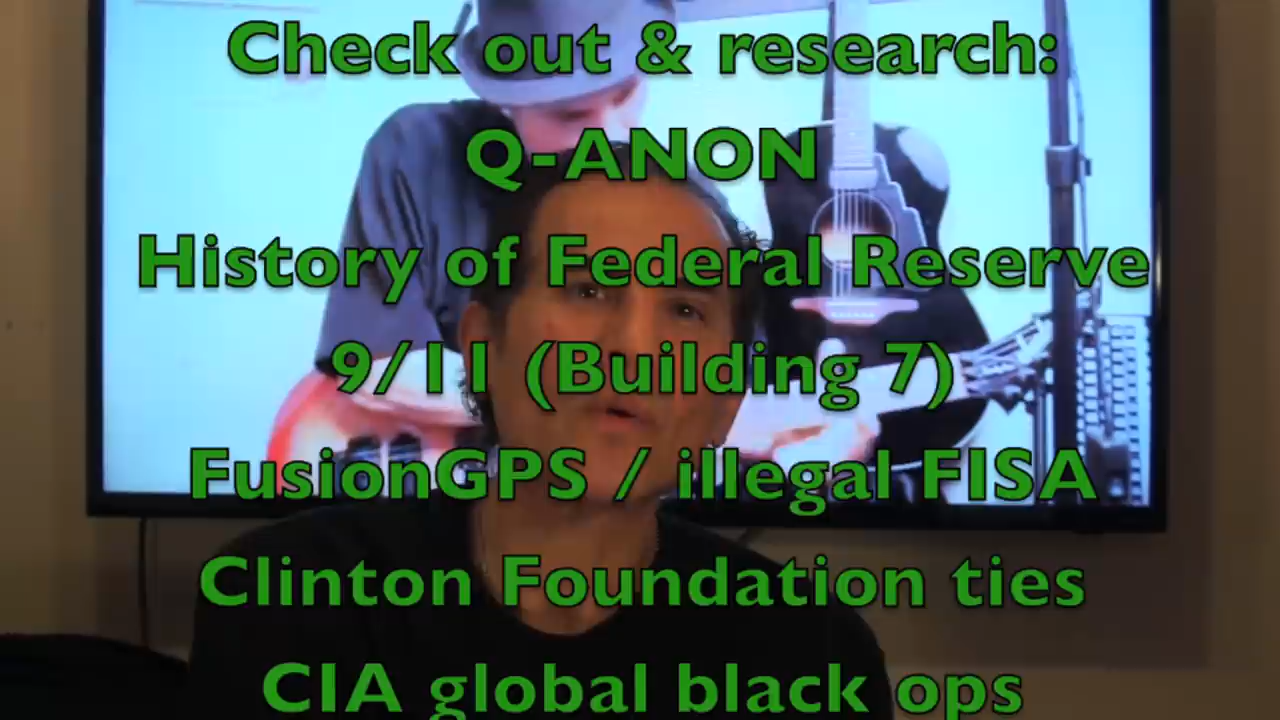 Check out & research:
Q-ANON
History of Federal Reserve
9/11 (Building 7)
FusionGPS / illegal FISA
Clinton Foundation ties
CIA global black ops